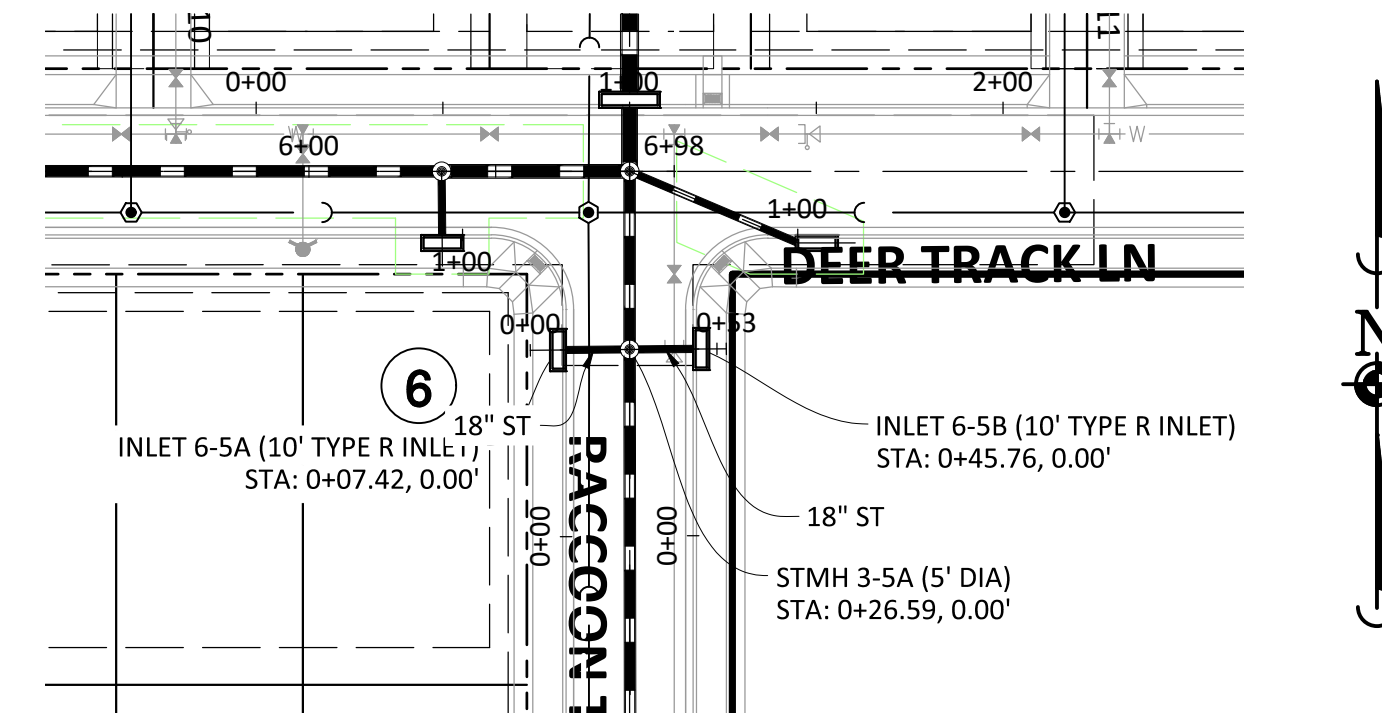 0+00
1+00
2+00
W
6+00
6+98
W
1+00
1+00
DEER TRACK LN
0+00
0+53
6
18" ST
INLET 6-5A (10' TYPE R INLET)
STA: 0+07.42, 0.00'
INLET 6-5B (10' TYPE R INLET)
STA: 0+45.76, 0.00'
18" ST
0+00
0+00
RACCOON
STMH 3-5A (5' DIA)
STA: 0+26.59, 0.00'
N